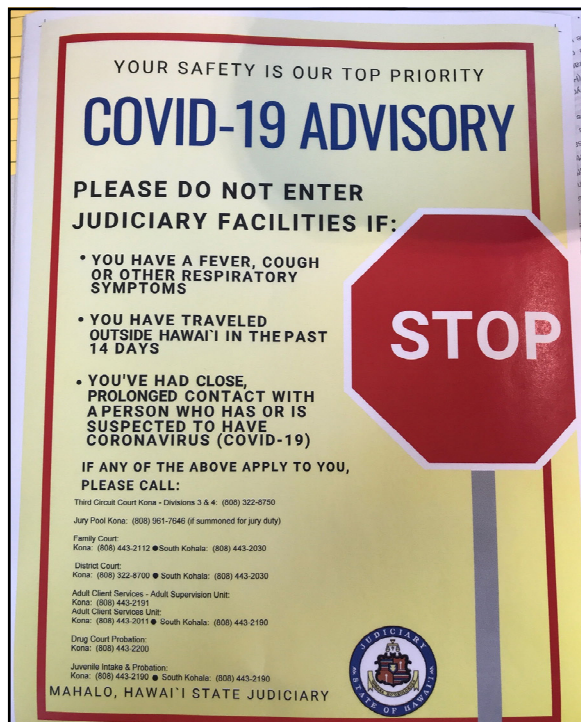 YOUR SAFETY IS OUR TOP PRIORITY
COVID-19 ADVISORY
PLEASE DO NOT ENTER
JUDICIARY FACILITIES IF:
• YOU HAVE A FEVER, COUGH
OR OTHER RESPIRATORY
SYMPTOMS
• YOU HAVE TRAVELED
OUTSIDE HAWAI`I IN THE PAST
14 DAYS
• YOU'VE HAD CLOSE,
PROLONGED CONTACT WITH
A PERSON WHO HAS OR IS
SUSPECTED TO HAVE
CORONAVIRUS (COVID-19)
STOP
IF ANY OF THE ABOVE APPLY TO YOU,
PLEASE CALL:
Third Circuit Court Kona - Divisions 3 & 4: (808) 322-8750
Jury Pool Kona: (808) 961-7646 (if summoned for jury duty)
Family Court:
Kona: (808) 443-2112 ● South Kohala: (808) 443-2030
District Court:
Kona: (808) 322-8700 ● South Kohala: (808) 443-2030
Adult Client Services - Adult Supervision Unit:
Kona: (808) 443-2191
Adult Client Services Unit:
Kona: (808) 443-2011 ● South Kohala: (808) 443-2190
Drug Court Probation:
Kona: (808) 443-2200
Juvenile Intake & Probation:
Kona: (808) 443-2190 ● South Kohala: (808) 443-2190
MAHALO, HAWAI`I STATE JUDICIARY
JUDICIARY
STATE OF HAWAI`I